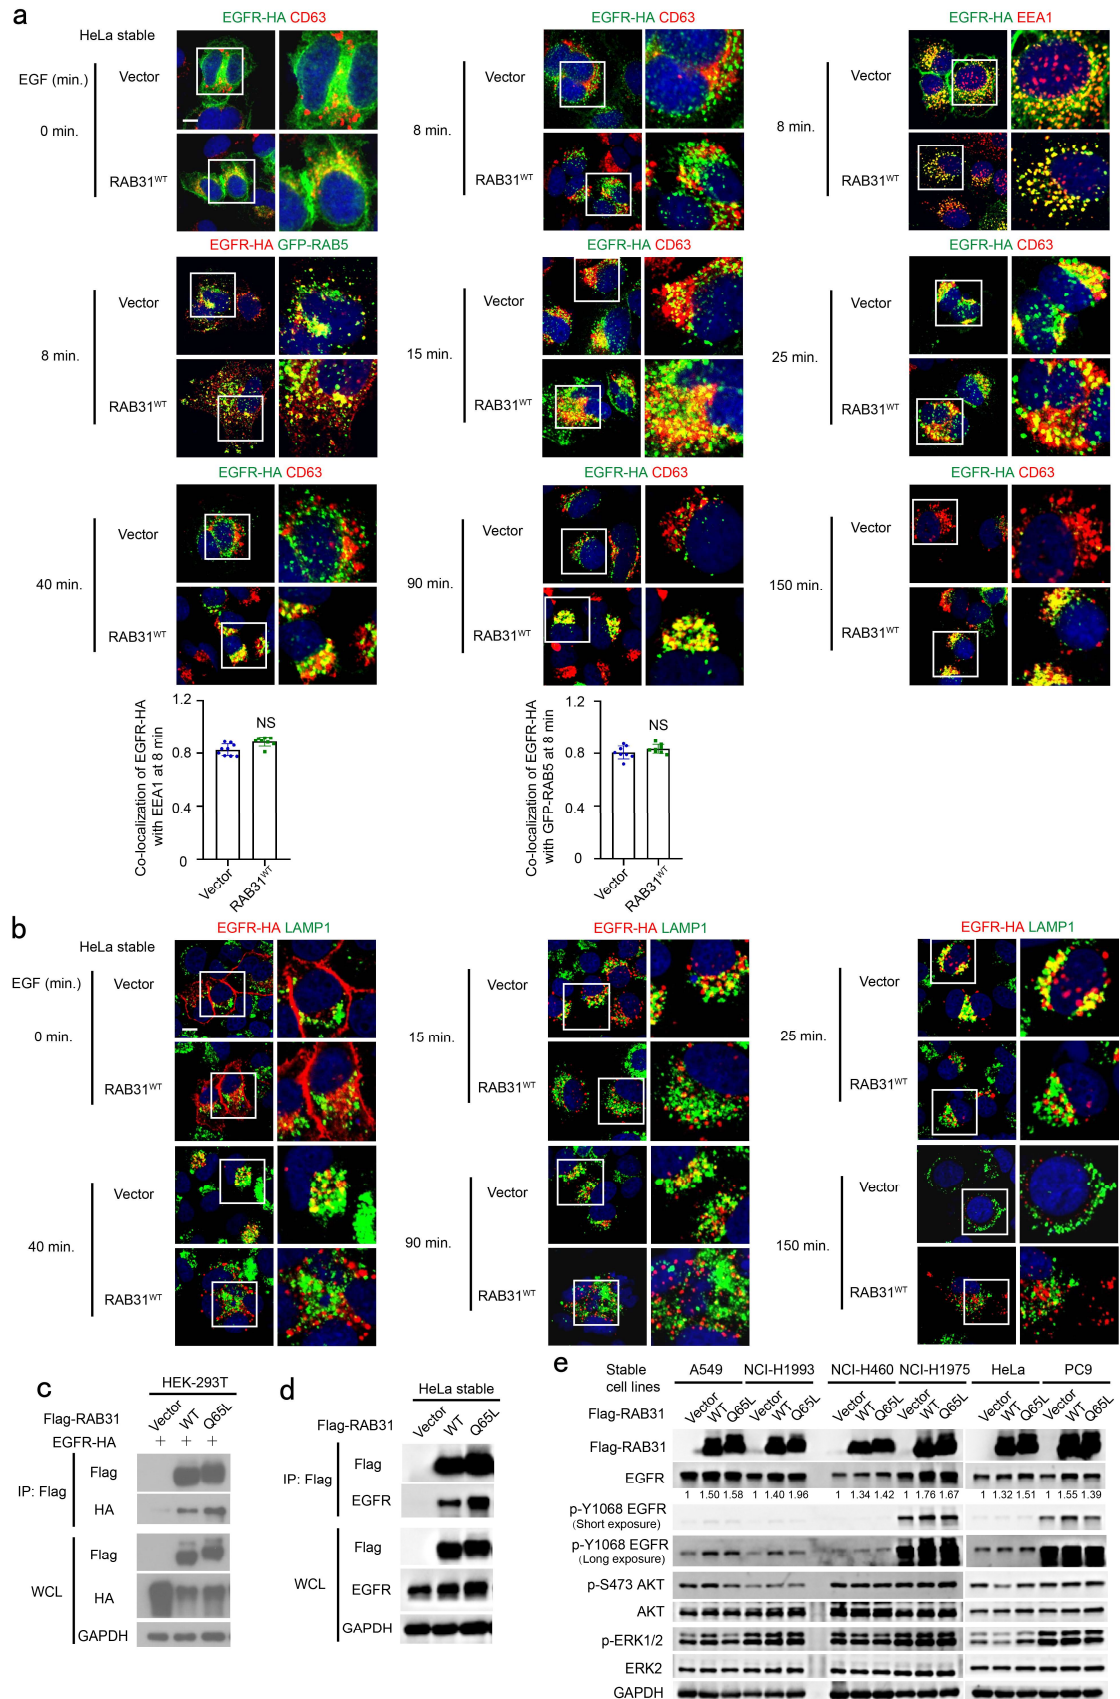 a
EGFR-HA CD63
EGFR-HA CD63
EGFR-HA EEA1
HeLa stable
EGF (min.)
Vector
0 min.
RAB31WT
Vector
8 min.
RAB31WT
Vector
8 min.
RAB31WT
EGFR-HA GFP-RAB5
EGFR-HA CD63
EGFR-HA CD63
Vector
8 min.
RAB31WT
Vector
15 min.
RAB31WT
Vector
25 min.
RAB31WT
EGFR-HA CD63
EGFR-HA CD63
EGFR-HA CD63
Vector
40 min.
RAB31WT
Vector
90 min.
RAB31WT
Vector
150 min.
RAB31WT
Co-localization of EGFR-HA
with EEA1 at 8 min
1.2
0.8
0.4
0
NS
Vector
RAB31WT
Co-localization of EGFR-HA
with GFP-RAB5 at 8 min
1.2
0.8
0.4
0
NS
Vector
RAB31WT
b
EGFR-HA LAMP1
EGFR-HA LAMP1
EGFR-HA LAMP1
HeLa stable
EGF (min.)
Vector
0 min.
RAB31WT
Vector
15 min.
RAB31WT
Vector
25 min.
RAB31WT
Vector
40 min.
RAB31WT
Vector
90 min.
RAB31WT
Vector
150 min.
RAB31WT
c
HEK-293T
Flag-RAB31
Vector
WT
Q65L
EGFR-HA + + +
IP: Flag
Flag
HA
WCL
Flag
HA
GAPDH
d
HeLa stable
Flag-RAB31
Vector
WT
Q65L
IP: Flag
Flag
EGFR
WCL
Flag
EGFR
GAPDH
e
Stable
cell lines
A549 NCI-H1993 NCI-H460 NCI-H1975 HeLa PC9
Flag-RAB31
Vector WT Q65L Vector WT Q65L Vector WT Q65L Vector WT Q65L Vector WT Q65L Vector WT Q65L
Flag-RAB31
EGFR
1 1.50 1.58 1 1.40 1.96 1 1.34 1.42 1 1.76 1.67 1 1.32 1.51 1 1.55 1.39
p-Y1068 EGFR
(Short exposure)
p-Y1068 EGFR
(Long exposure)
p-S473 AKT
AKT
p-ERK1/2
ERK2
GAPDH